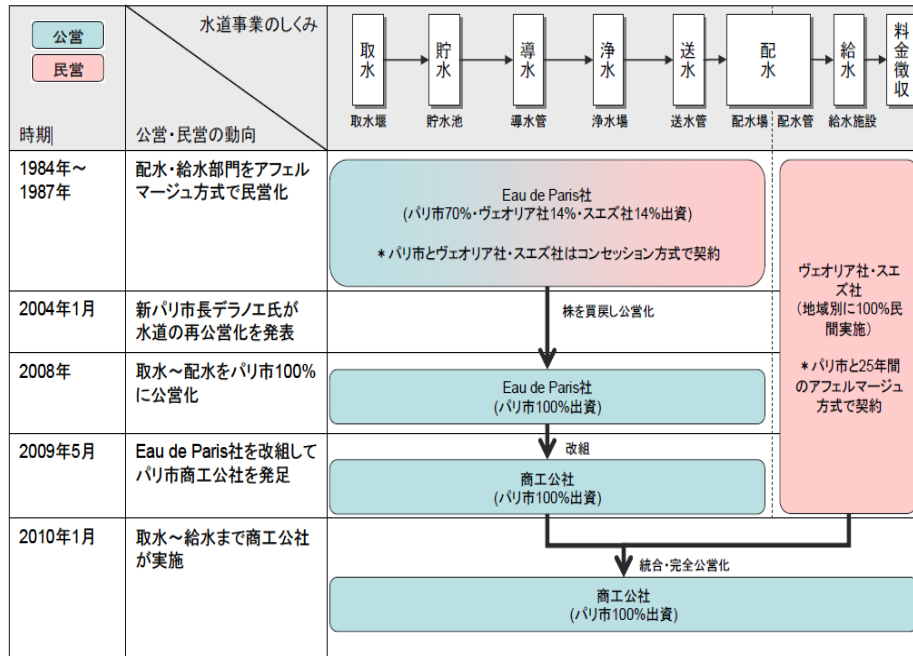 公営
民営
水道事業のしくみ
時期
公営・民営の動向
取水
貯水
導水
浄水
送水
配水
給水
料金徴収
取水堰
貯水池
導水管
浄水場
送水管
配水場
配水管
給水施設
1984年～
1987年
配水・給水部門をアフェル
マージュ方式で民営化
Eau de Paris社
(パリ市70%・ヴェオリア社14%・スエズ社14%出資)
＊パリ市とヴェオリア社・スエズ社はコンセッション方式で契約
ヴェオリア社・スエ
ズ社
(地域別に100%民
間実施)
＊パリ市と25年間
のアフェルマージュ
方式で契約
2004年1月
新パリ市長デラノエ氏が
水道の再公営化を発表
株を買戻し公営化
2008年
取水～配水をパリ市100%
に公営化
Eau de Paris社
(パリ市100%出資)
2009年5月
Eau de Paris社を改組して
パリ市商工公社を発足
改組
商工公社
(パリ市100%出資)
2010年1月
取水～給水まで商工公社
が実施
統合・完全公営化
商工公社
(パリ市100%出資)